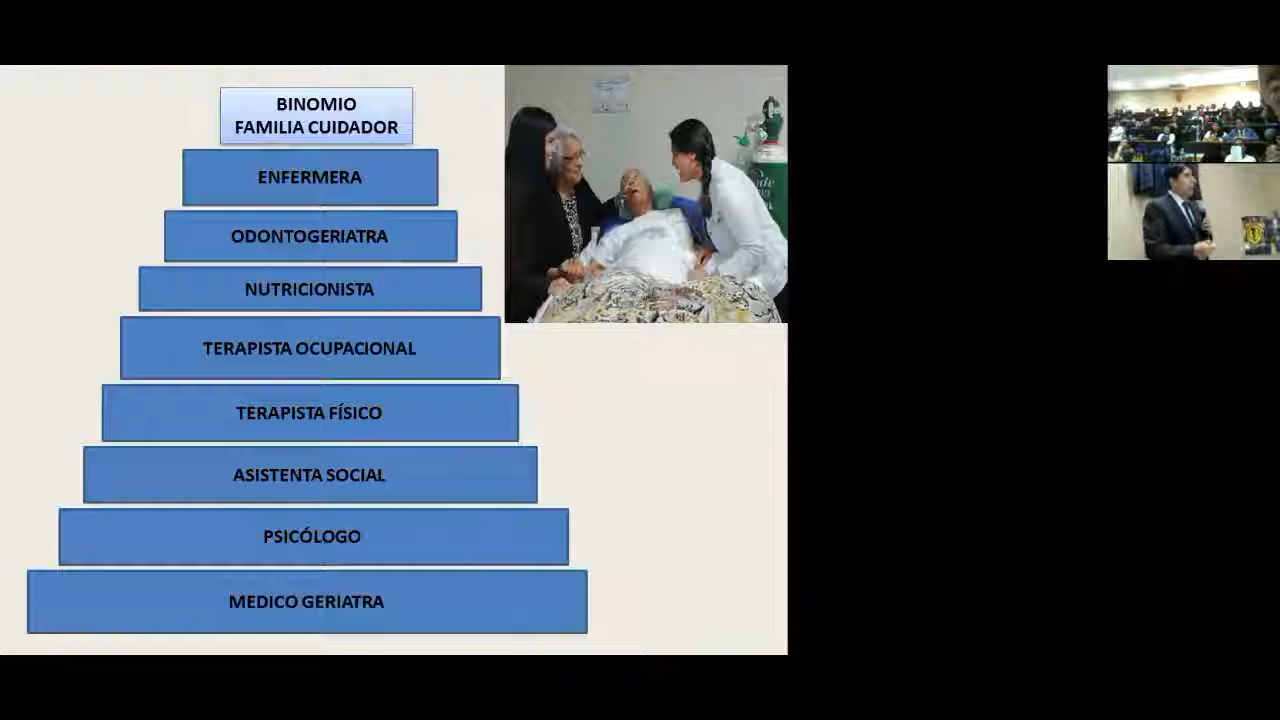 BINOMIO
FAMILIA CUIDADOR
ENFERMERA
ODONTOGERIATRA
NUTRICIONISTA
TERAPISTA OCUPACIONAL
TERAPISTA FÍSICO
ASISTENTA SOCIAL
PSICÓLOGO
MEDICO GERIATRA